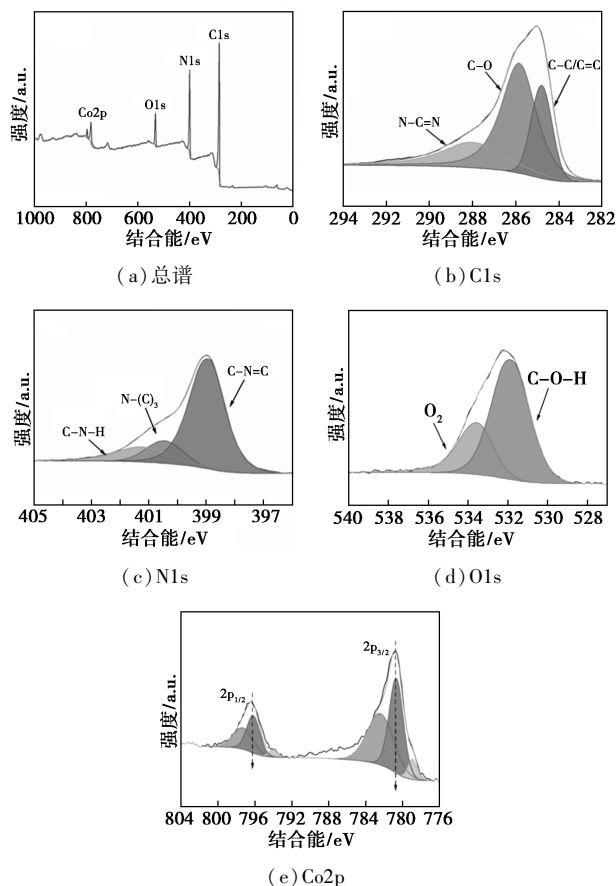 C1s
N1s
O1s
Co2p
强度/a.u.
1000 800 600 400 200 0
结合能/eV
(a)总谱
C-C/C=C
C-O
N-C=N
强度/a.u.
294 292 290 288 286 284 282
结合能/eV
(b)C1s
C-N=C
N-(C)3
C-N-H
强度/a.u.
405 403 401 399 397
结合能/eV
(c)N1s
C-O-H
O2
强度/a.u.
540 538 536 534 532 530 528
结合能/eV
(d)O1s
2p3/2
2p1/2
强度/a.u.
804 800 796 792 788 784 780 776
结合能/eV
(e)Co2p